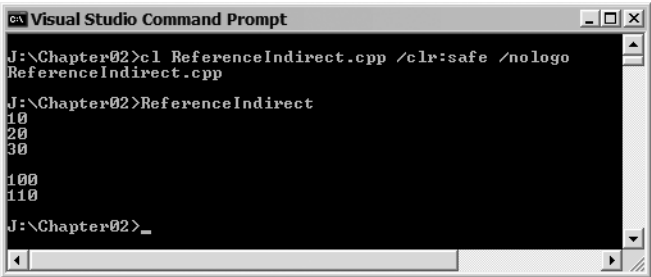 Visual Studio Command Prompt
J:\Chapter02>cl ReferenceIndirect.cpp /clr:safe /nologo
ReferenceIndirect.cpp
J:\Chapter02>ReferenceIndirect
10
20
30
100
110
J:\Chapter02>_